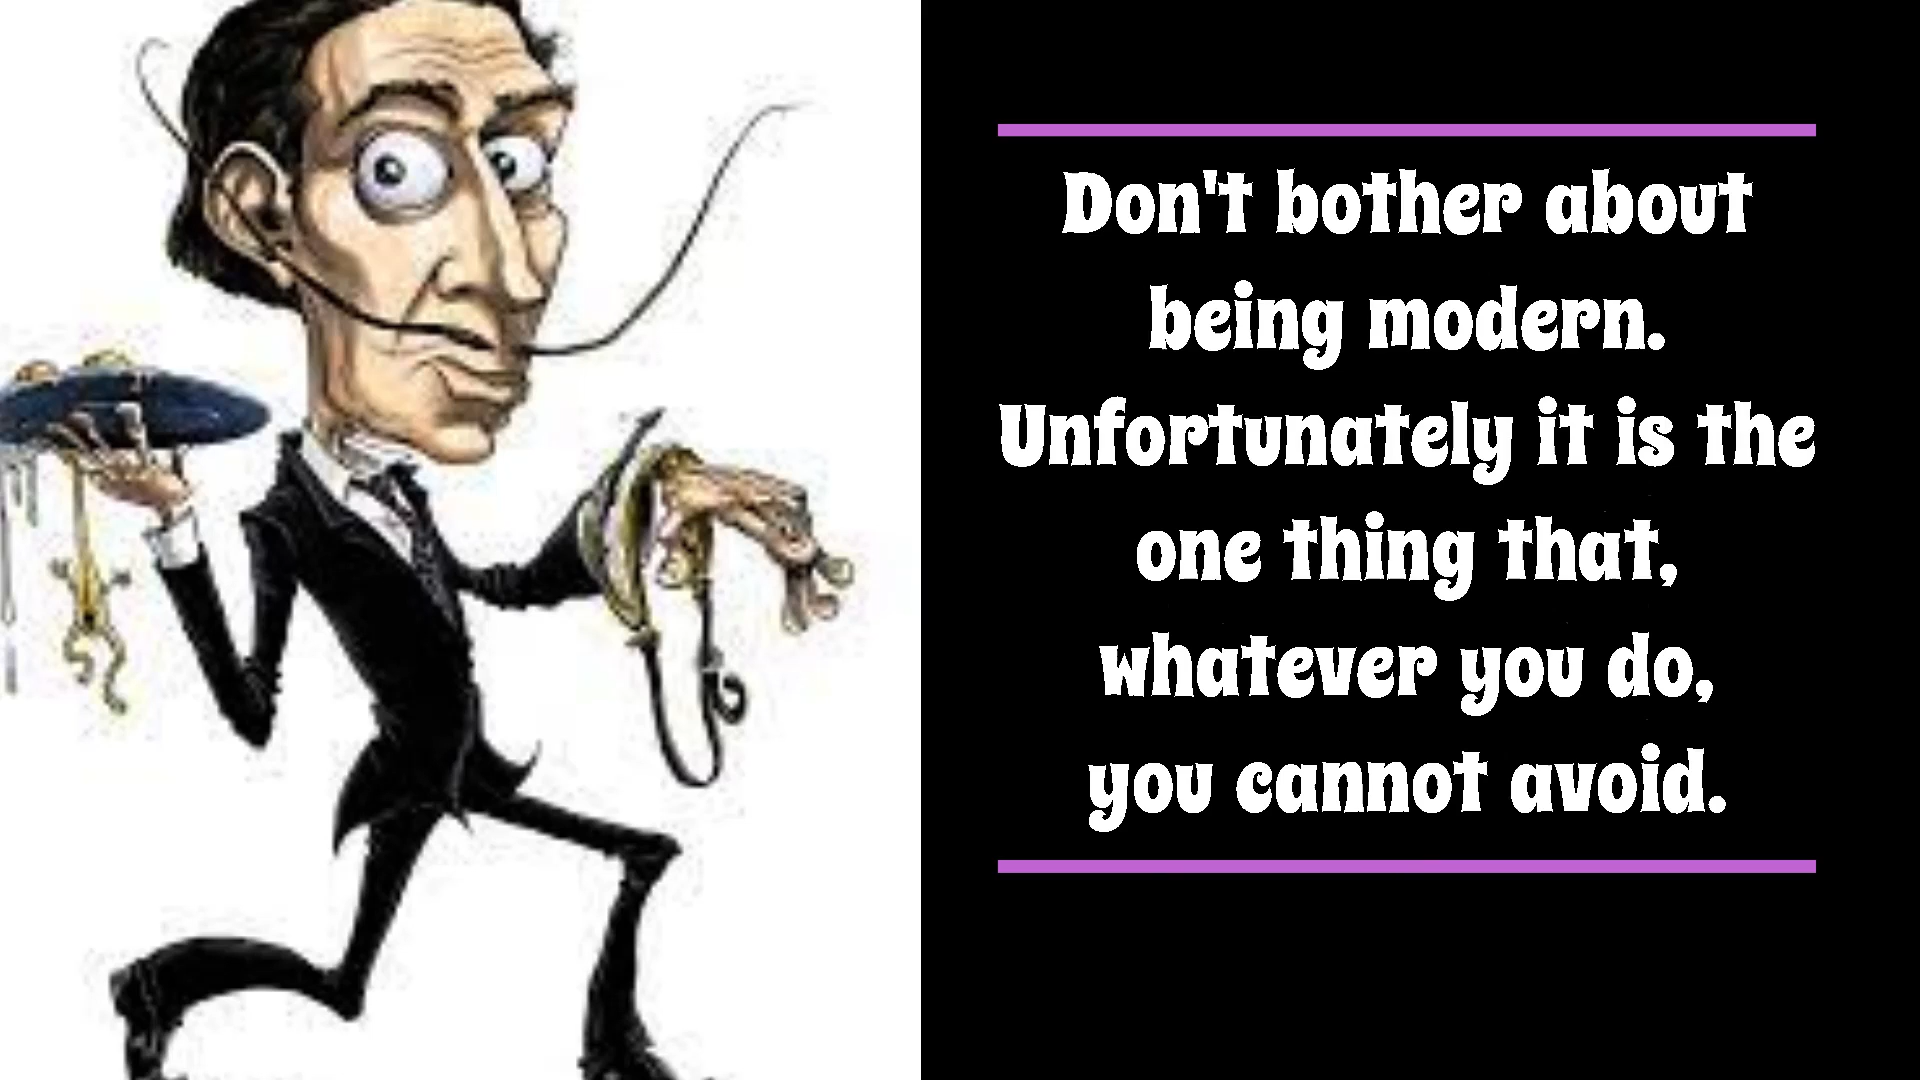 Don't bother about
being modern.
Unfortunately it is the
one thing that,
whatever you do,
you cannot avoid.